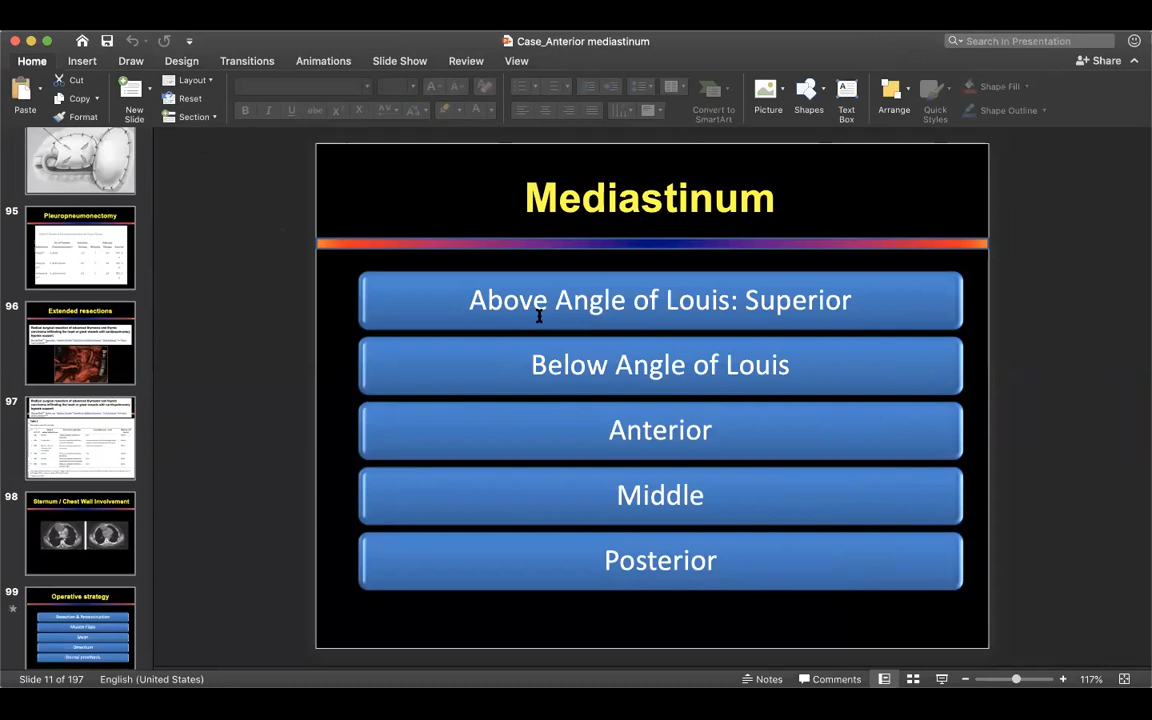 Case_Anterior mediastinum
Search in Presentation
Home Insert Draw Design Transitions Animations Slide Show Review View
Share
Paste
Cut
Copy
Format
New
Slide
Layout
Reset
Section
Convert to
SmartArt
Picture
Shapes
Text
Box
Arrange
Quick
Styles
Shape Fill
Shape Outline
95
Pleuropneumonectomy
96
Extended resections
97
98
Sternum / Chest Wall Involvement
99
Operative strategy
Resection & Reconstruction
Muscle Flaps
Mediastinum
Above Angle of Louis: Superior
Below Angle of Louis
Anterior
Middle
Posterior
Slide 11 of 197
English (United States)
Notes
Comments
117%